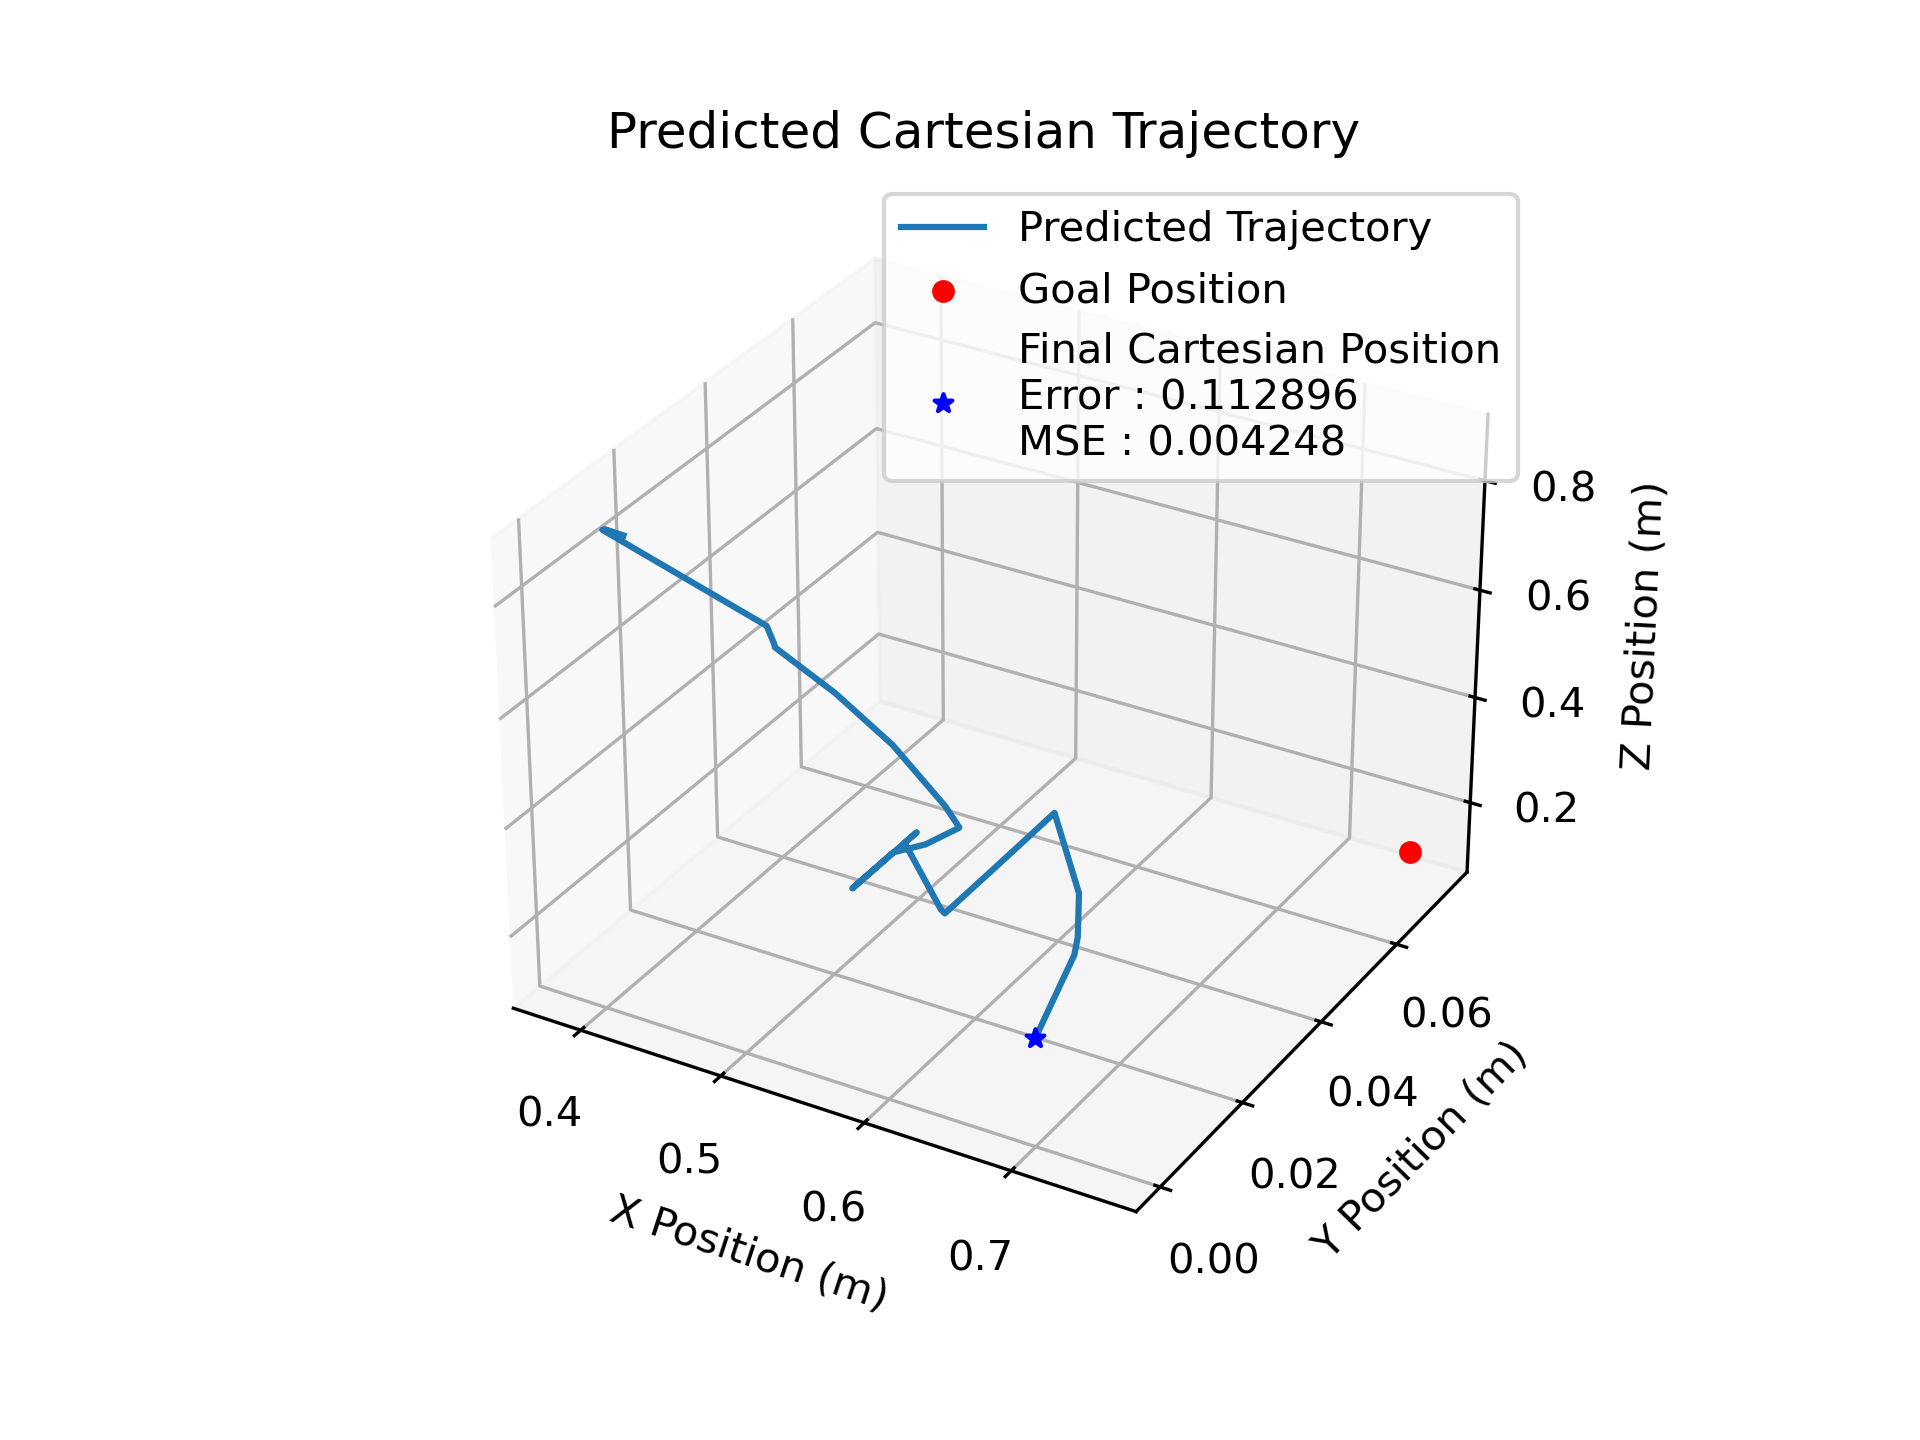 Predicted Cartesian Trajectory
Predicted Trajectory
Goal Position
Final Cartesian Position
Error : 0.112896
MSE : 0.004248
0.8
0.6
0.4
0.2
Z Position (m)
0.06
0.04
0.02
0.00
Y Position (m)
0.4
0.5
0.6
0.7
X Position (m)